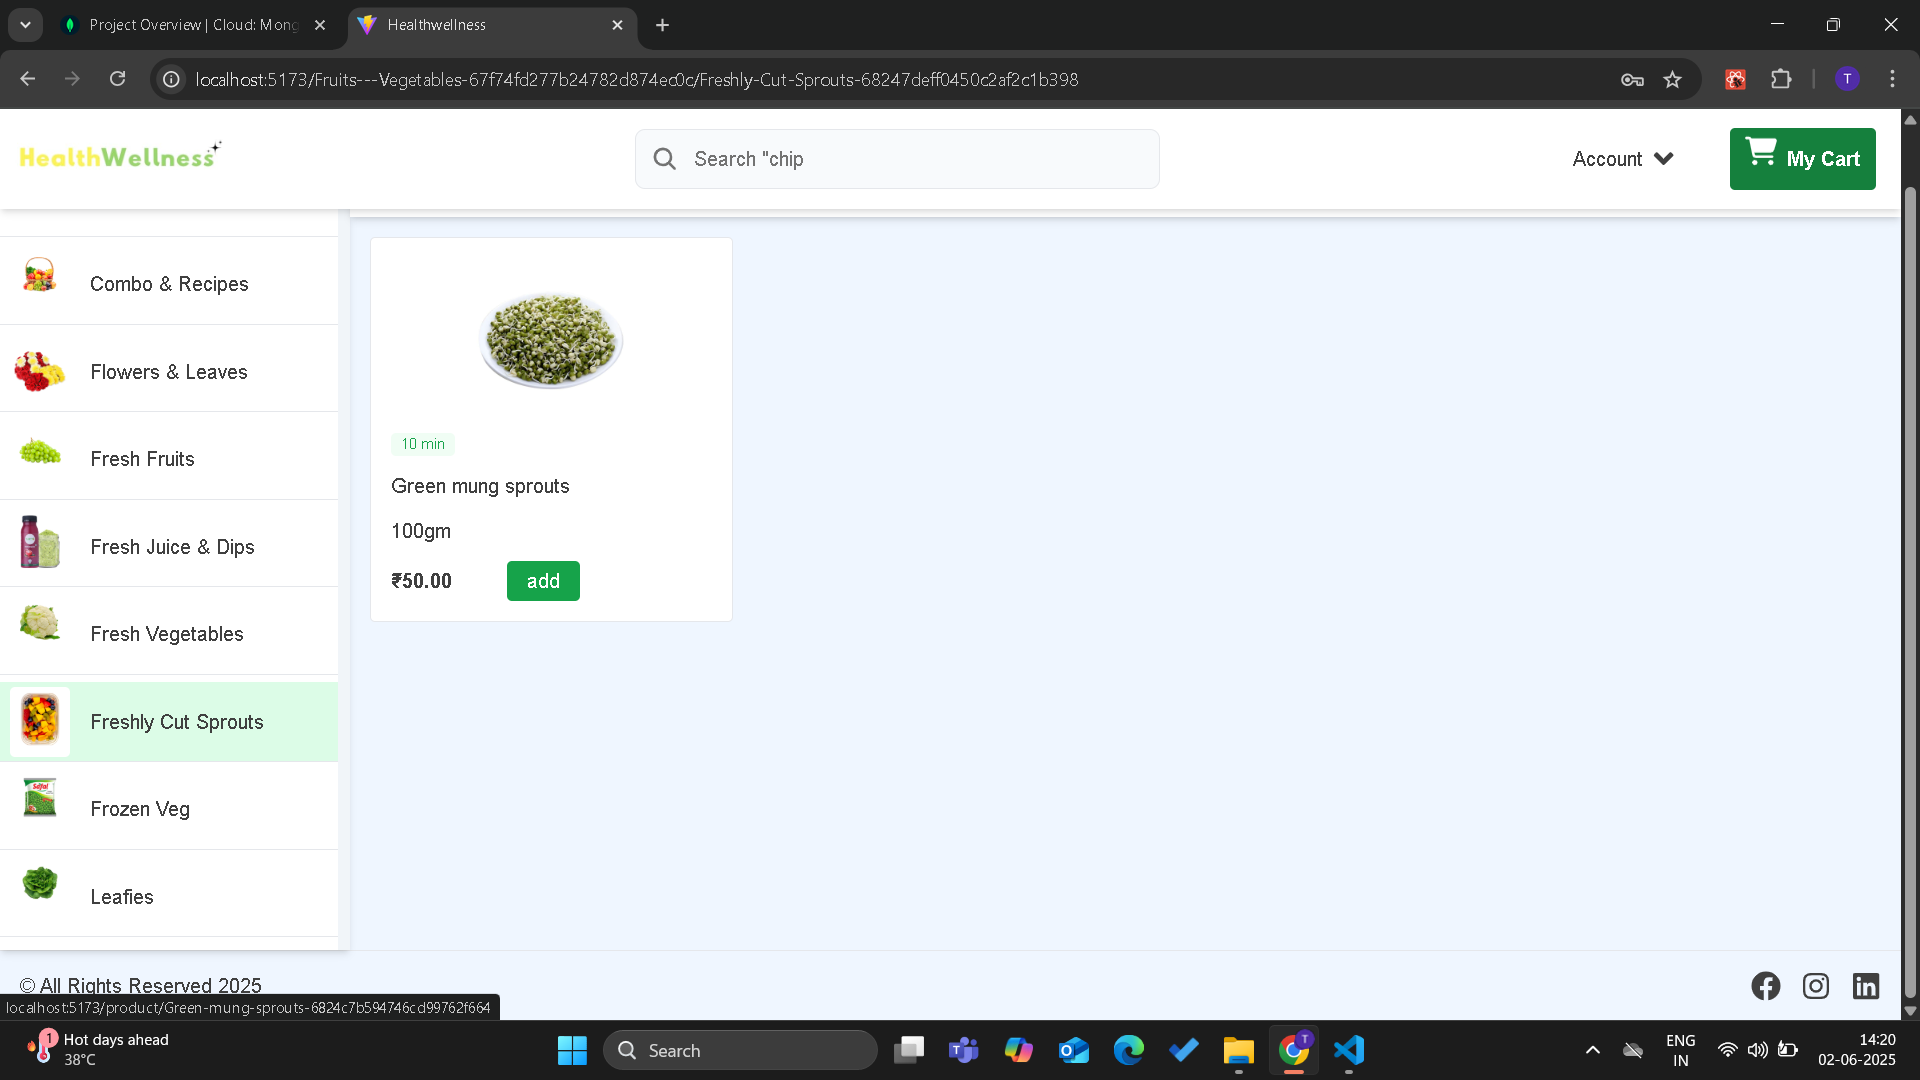 Project Overview | Cloud: Mong
Healthwellness
localhost:5173/Fruits---Vegetables-67f74fd277b24782d874ec0c/Freshly-Cut-Sprouts-68247deff0450c2af2c1b398
T
HealthWellness
Search "chip
Account
My Cart
Combo & Recipes
Flowers & Leaves
Fresh Fruits
Fresh Juice & Dips
Fresh Vegetables
Freshly Cut Sprouts
Frozen Veg
Leafies
10 min
Green mung sprouts
100gm
₹50.00
add
© All Rights Reserved 2025
localhost:5173/product/Green-mung-sprouts-6824c7b594746cd99762f664
1
Hot days ahead
38°C
Search
T
ENG
IN
14:20
02-06-2025